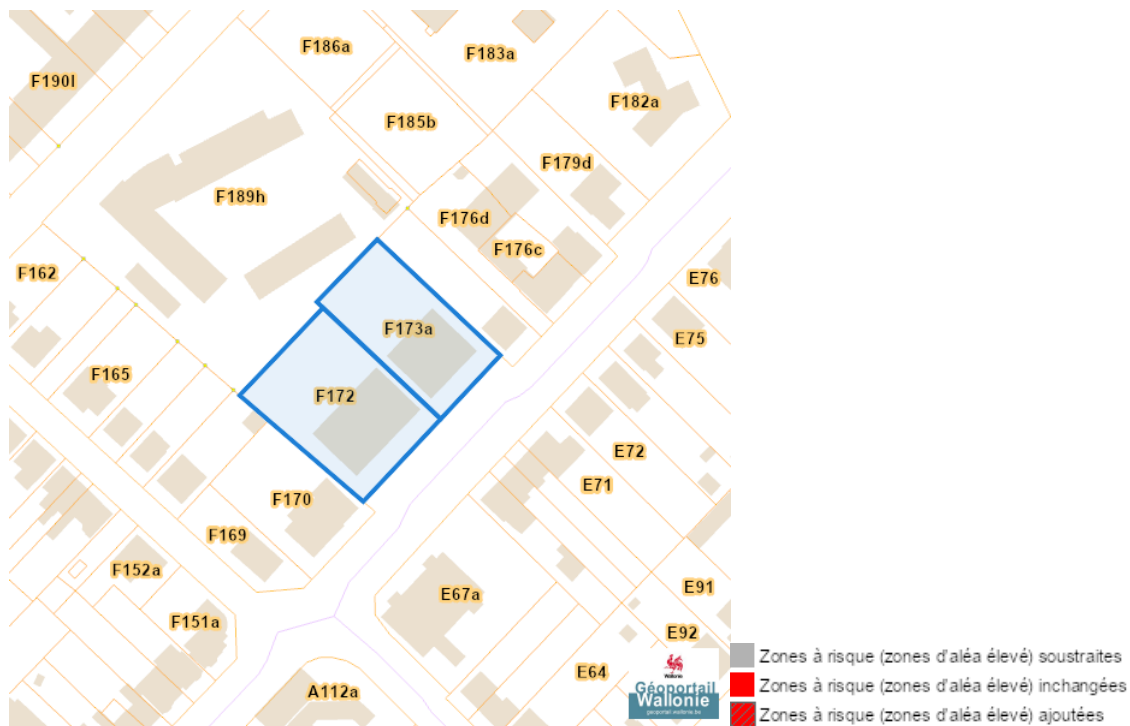 F186a
F183a
F190l
F182a
F185b
F179d
F189h
F176d
F176c
F162
E76
F173a
E75
F165
F172
E72
E71
F170
F169
F152a
E91
E67a
F151a
E92
E64
A112a
Wallonie
Géoportail
Wallonie
geoportail.wallonie.be
Zones à risque (zones d'aléa élevé) soustraites
Zones à risque (zones d'aléa élevé) inchangées
Zones à risque (zones d'aléa élevé) ajoutées